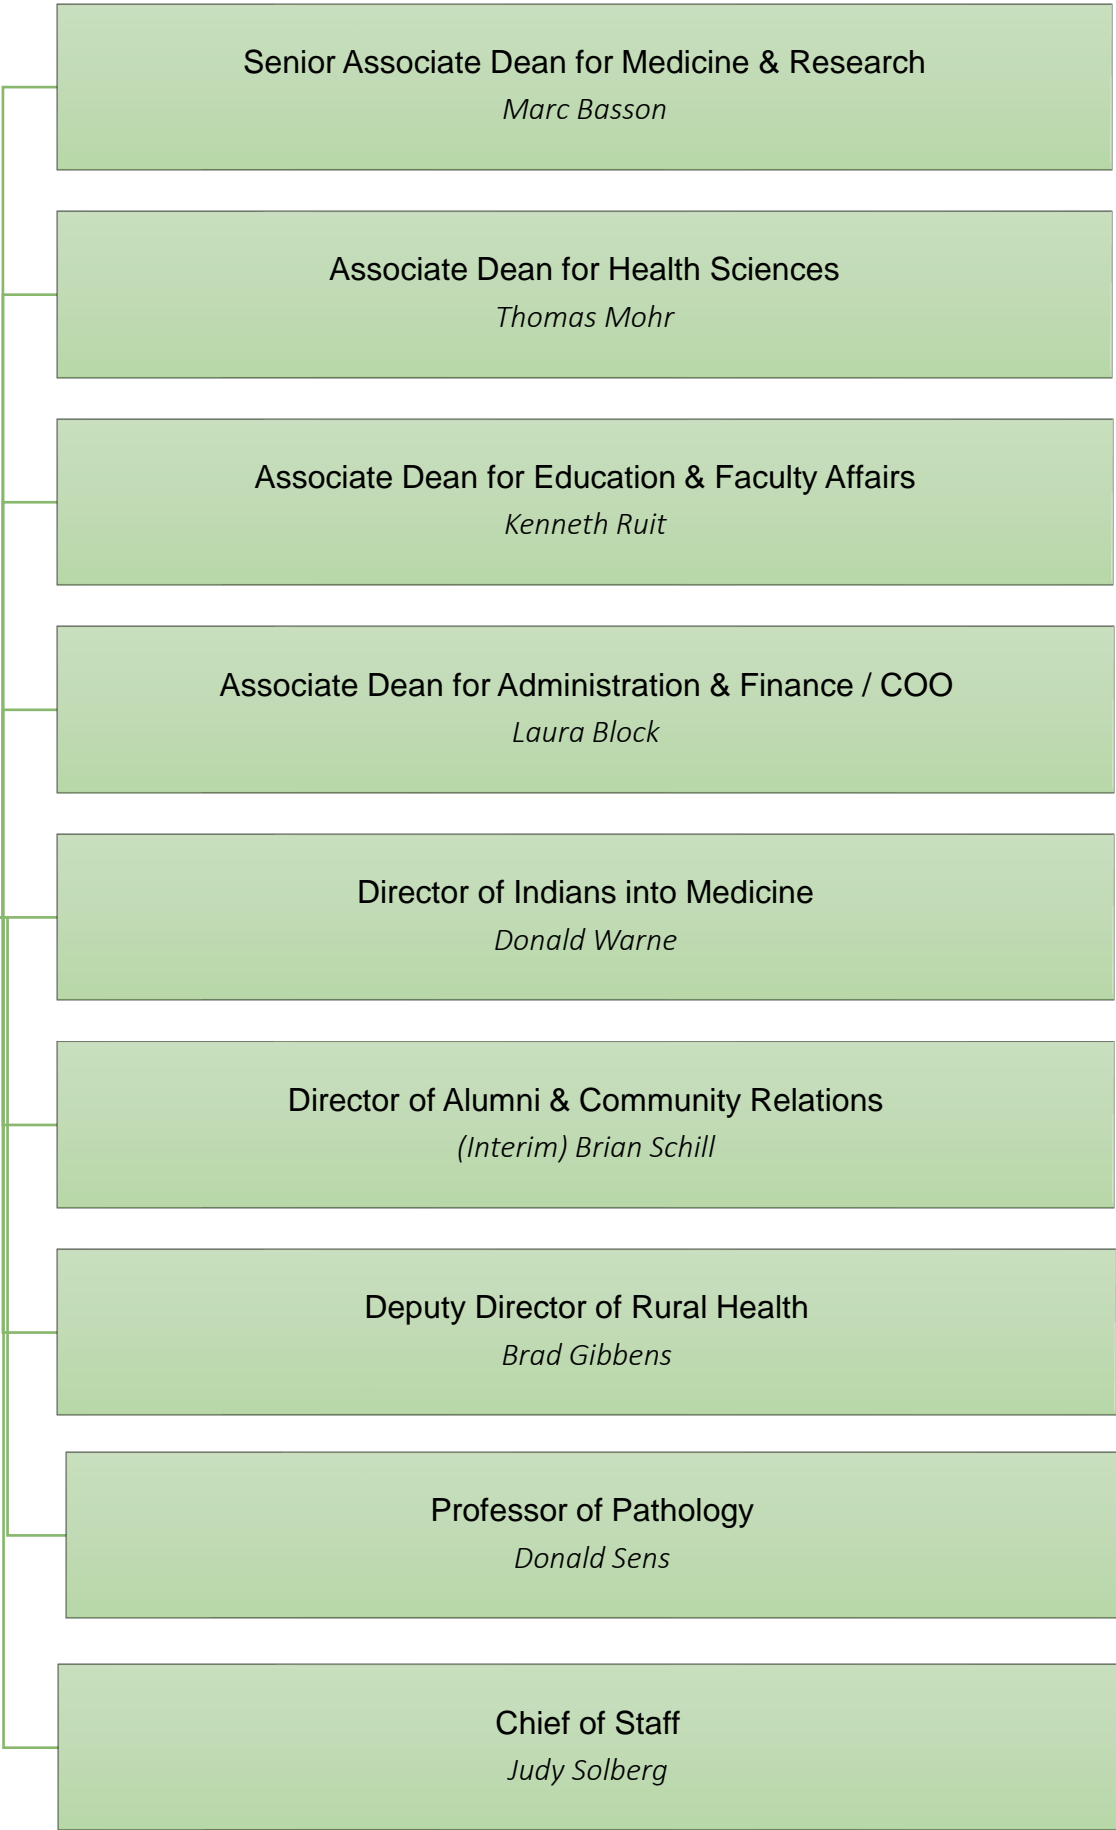 Senior Associate Dean for Medicine & Research
Marc Basson
Associate Dean for Health Sciences
Thomas Mohr
Associate Dean for Education & Faculty Affairs
Kenneth Ruit
Associate Dean for Administration & Finance / COO
Laura Block
Director of Indians into Medicine
Donald Warne
Director of Alumni & Community Relations
(Interim) Brian Schill
Deputy Director of Rural Health
Brad Gibbens
Professor of Pathology
Donald Sens
Chief of Staff
Judy Solberg